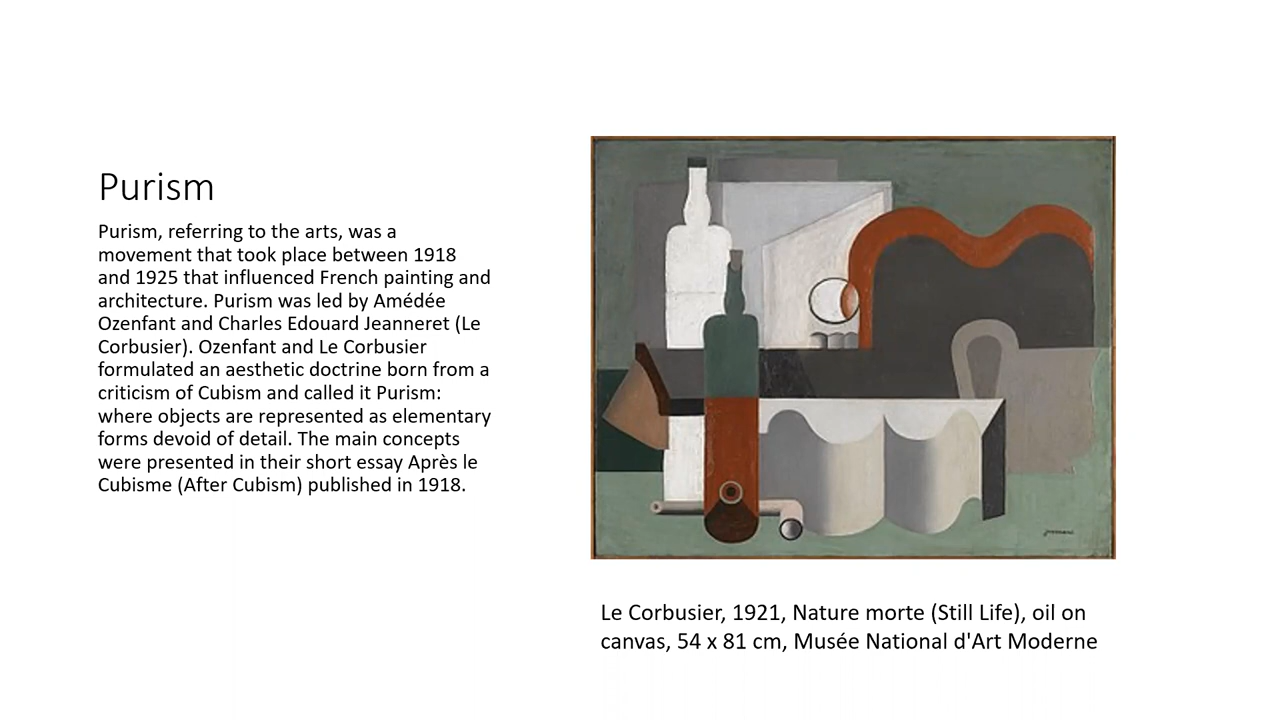 Purism
Purism, referring to the arts, was a
movement that took place between 1918
and 1925 that influenced French painting and
architecture. Purism was led by Amédée
Ozenfant and Charles Edouard Jeanneret (Le
Corbusier). Ozenfant and Le Corbusier
formulated an aesthetic doctrine born from a
criticism of Cubism and called it Purism:
where objects are represented as elementary
forms devoid of detail. The main concepts
were presented in their short essay Après le
Cubisme (After Cubism) published in 1918.
Le Corbusier, 1921, Nature morte (Still Life), oil on
canvas, 54 x 81 cm, Musée National d'Art Moderne